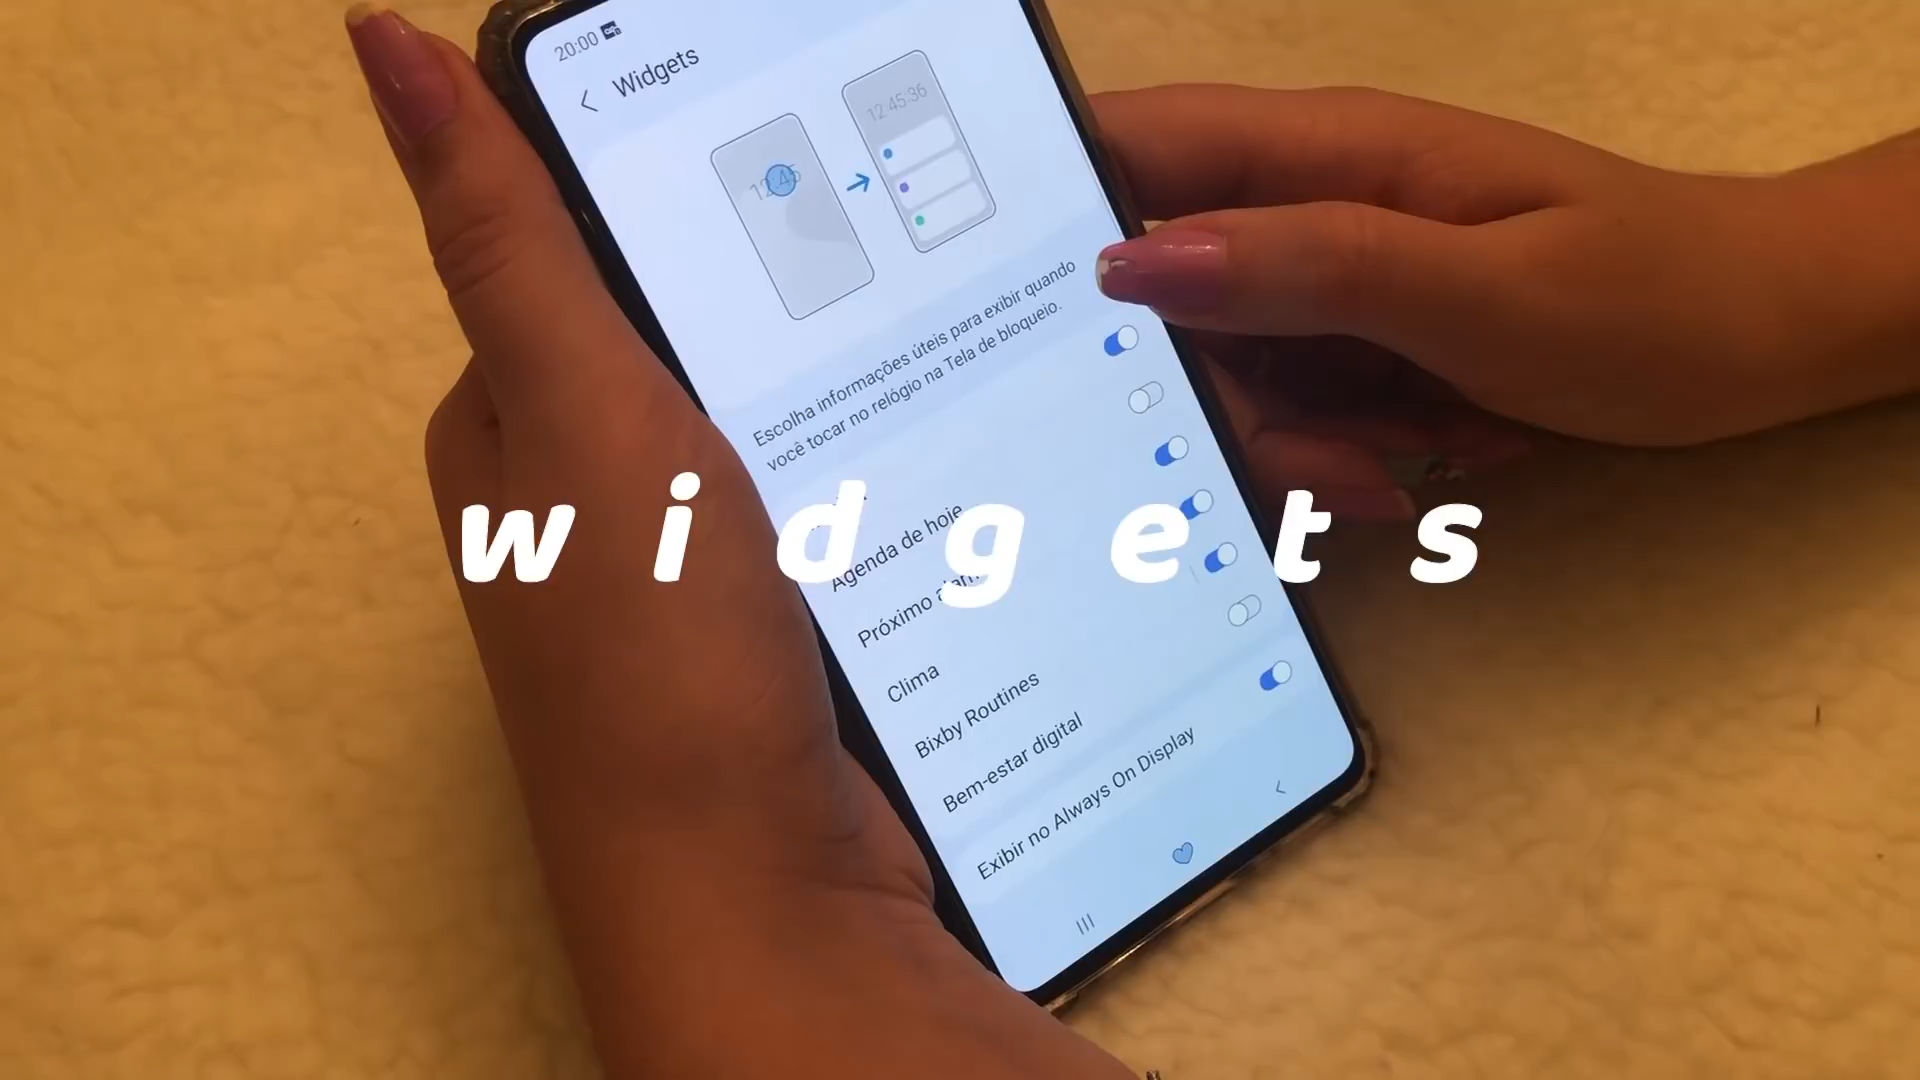 20:00
Widgets
12:45
12:45:36
Escolha informações úteis para exibir quando
você tocar no relógio na Tela de bloqueio.
widgets
Agenda de hoje
Próximo
Clima
Bixby Routines
Bem-estar digital
Exibir no Always On Display